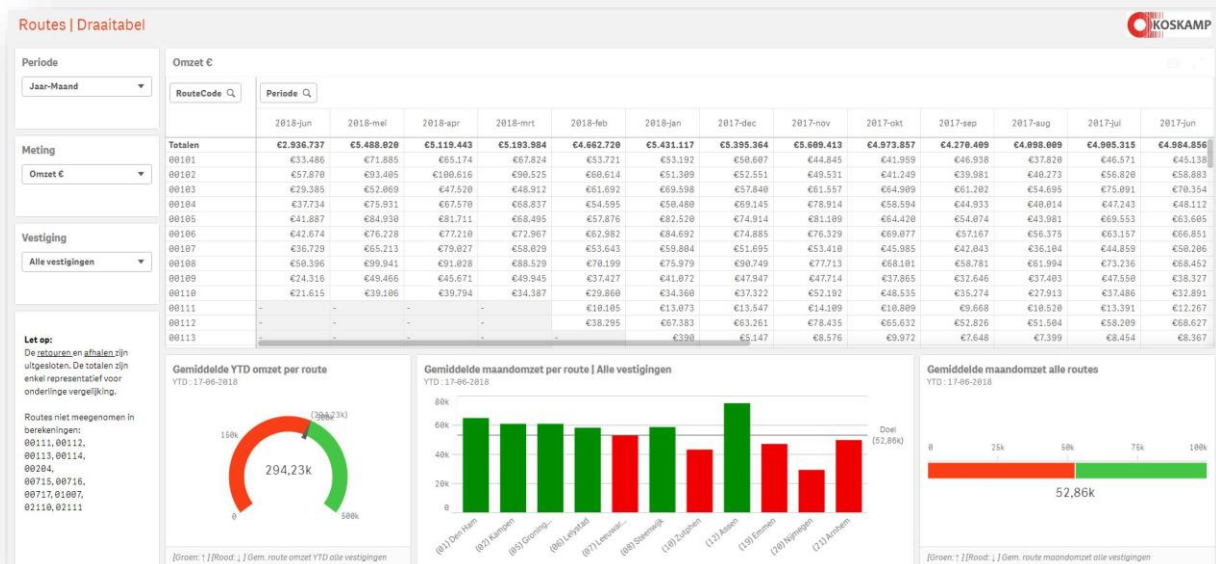 Routes | Draaitabel
KOSKAMP
Periode
Jaar-Maand
Meting
Omzet €
Vestiging
Alle vestigingen
Let op:
De retouren en afhalen zijn
uitgesloten. De totalen zijn
enkel representatief voor
onderlinge vergelijking.
Routes niet meegenomen in
berekeningen:
00111, 00112,
00113, 00114,
00204,
00715, 00716,
00717, 01007,
02110, 02111
Omzet €
RouteCode Periode
2018-jun 2018-mei 2018-apr 2018-mrt 2018-feb 2018-jan 2017-dec 2017-nov 2017-okt 2017-sep 2017-aug 2017-jul 2017-jun
Totalen €2.936.737 €5.488.020 €5.119.443 €5.193.984 €4.662.720 €5.431.117 €5.395.364 €5.609.413 €4.973.857 €4.270.409 €4.098.009 €4.905.315 €4.984.856
00101 €33.486 €71.885 €65.174 €67.824 €53.721 €53.192 €50.607 €44.845 €41.959 €46.938 €37.820 €46.571 €45.138
00102 €57.870 €93.405 €100.616 €90.525 €60.614 €51.309 €52.551 €49.531 €41.249 €39.981 €40.273 €56.820 €58.883
00103 €29.385 €52.069 €47.520 €48.912 €61.692 €69.598 €57.840 €61.557 €64.909 €61.202 €54.695 €75.091 €70.354
00104 €37.734 €75.931 €67.570 €68.837 €54.595 €50.480 €69.145 €78.914 €58.594 €44.933 €40.014 €47.243 €48.112
00105 €41.887 €84.930 €81.711 €68.495 €57.876 €82.520 €74.914 €81.109 €64.420 €54.074 €43.981 €69.553 €63.605
00106 €42.674 €76.228 €77.210 €72.967 €62.982 €84.692 €74.885 €76.329 €69.077 €57.167 €56.375 €63.157 €66.851
00107 €36.729 €65.213 €79.027 €58.029 €53.643 €59.804 €51.695 €53.410 €45.985 €42.043 €36.104 €44.859 €50.206
00108 €50.396 €99.941 €91.028 €88.529 €70.199 €75.979 €90.749 €77.713 €68.101 €58.781 €61.994 €73.236 €68.452
00109 €24.316 €49.466 €45.671 €49.945 €37.427 €41.072 €47.947 €47.714 €37.865 €32.646 €37.403 €47.550 €38.327
00110 €21.615 €39.106 €39.794 €34.387 €29.860 €34.360 €37.322 €52.192 €48.535 €35.274 €27.913 €37.486 €32.891
00111 - - - - €10.105 €13.073 €13.547 €14.109 €10.809 €9.668 €10.520 €13.391 €12.267
00112 - - - - €38.295 €67.383 €63.261 €78.435 €65.632 €52.826 €51.504 €58.209 €68.627
00113 - - - - - €390 €5.147 €8.576 €9.972 €7.648 €7.399 €8.454 €8.367
Gemiddelde YTD omzet per route
YTD : 17-06-2018
(294,23k)
150k
294,23k
0 500k
[Groen: ↑ ] [Rood: ↓ ] Gem. route omzet YTD alle vestigingen
Gemiddelde maandomzet per route | Alle vestigingen
YTD : 17-06-2018
80k
60k
40k
20k
0
Doel
(52,86k)
(01) Den Ham
(02) Kampen
(05) Groning...
(06) Lelystad
(07) Leeuwar...
(08) Steenwijk
(10) Zutphen
(12) Assen
(19) Emmen
(20) Nijmegen
(21) Arnhem
Gemiddelde maandomzet alle routes
YTD : 17-06-2018
0 25k 50k 75k 100k
52,86k
[Groen: ↑ ] [Rood: ↓ ] Gem. route maandomzet alle vestigingen